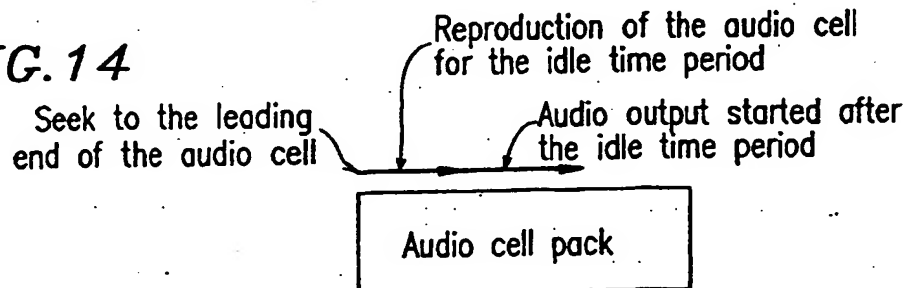 G. 14
Reproduction of the audio cell
for the idle time period
Seek to the leading
end of the audio cell
Audio output started after
the idle time period
Audio cell pack